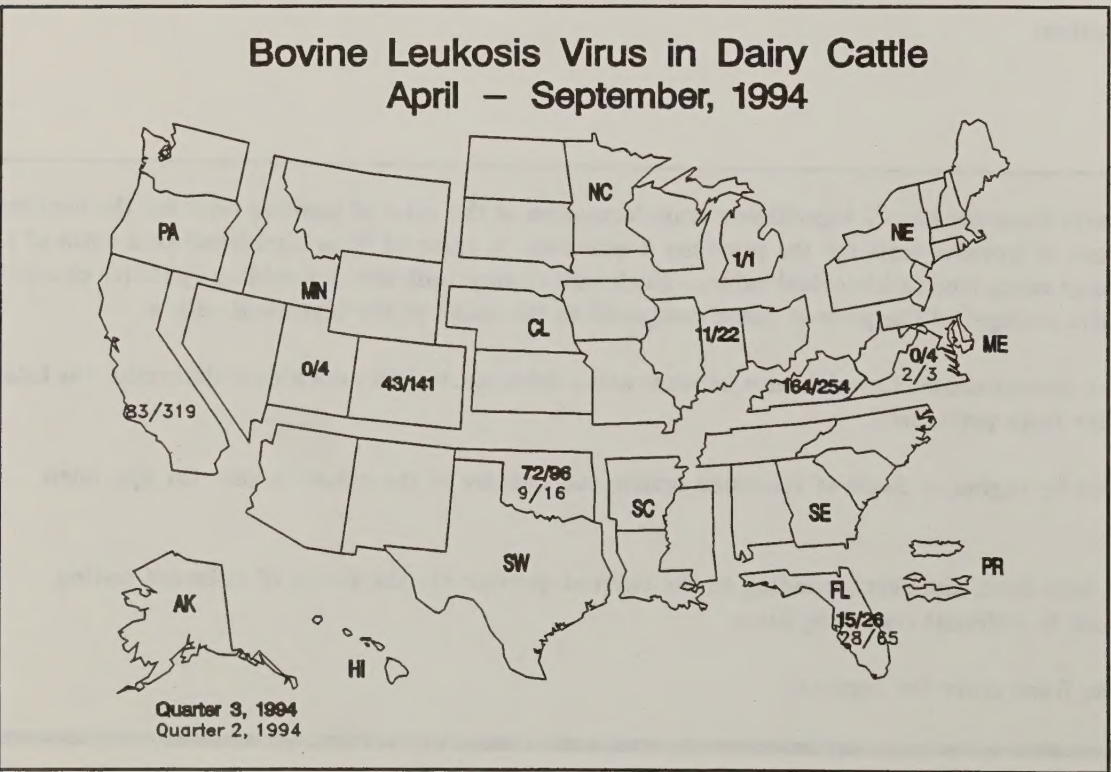 Bovine Leukosis Virus in Dairy Cattle
April – September, 1994
NC
PA
NE
1/1
MN
CL
11/22
ME
0/4
2/3
0/4
43/141
164/254
83/319
72/96
9/16
SC
SE
SW
PR
FL
15/26
28/65
AK
HI
Quarter 3, 1994
Quarter 2, 1994